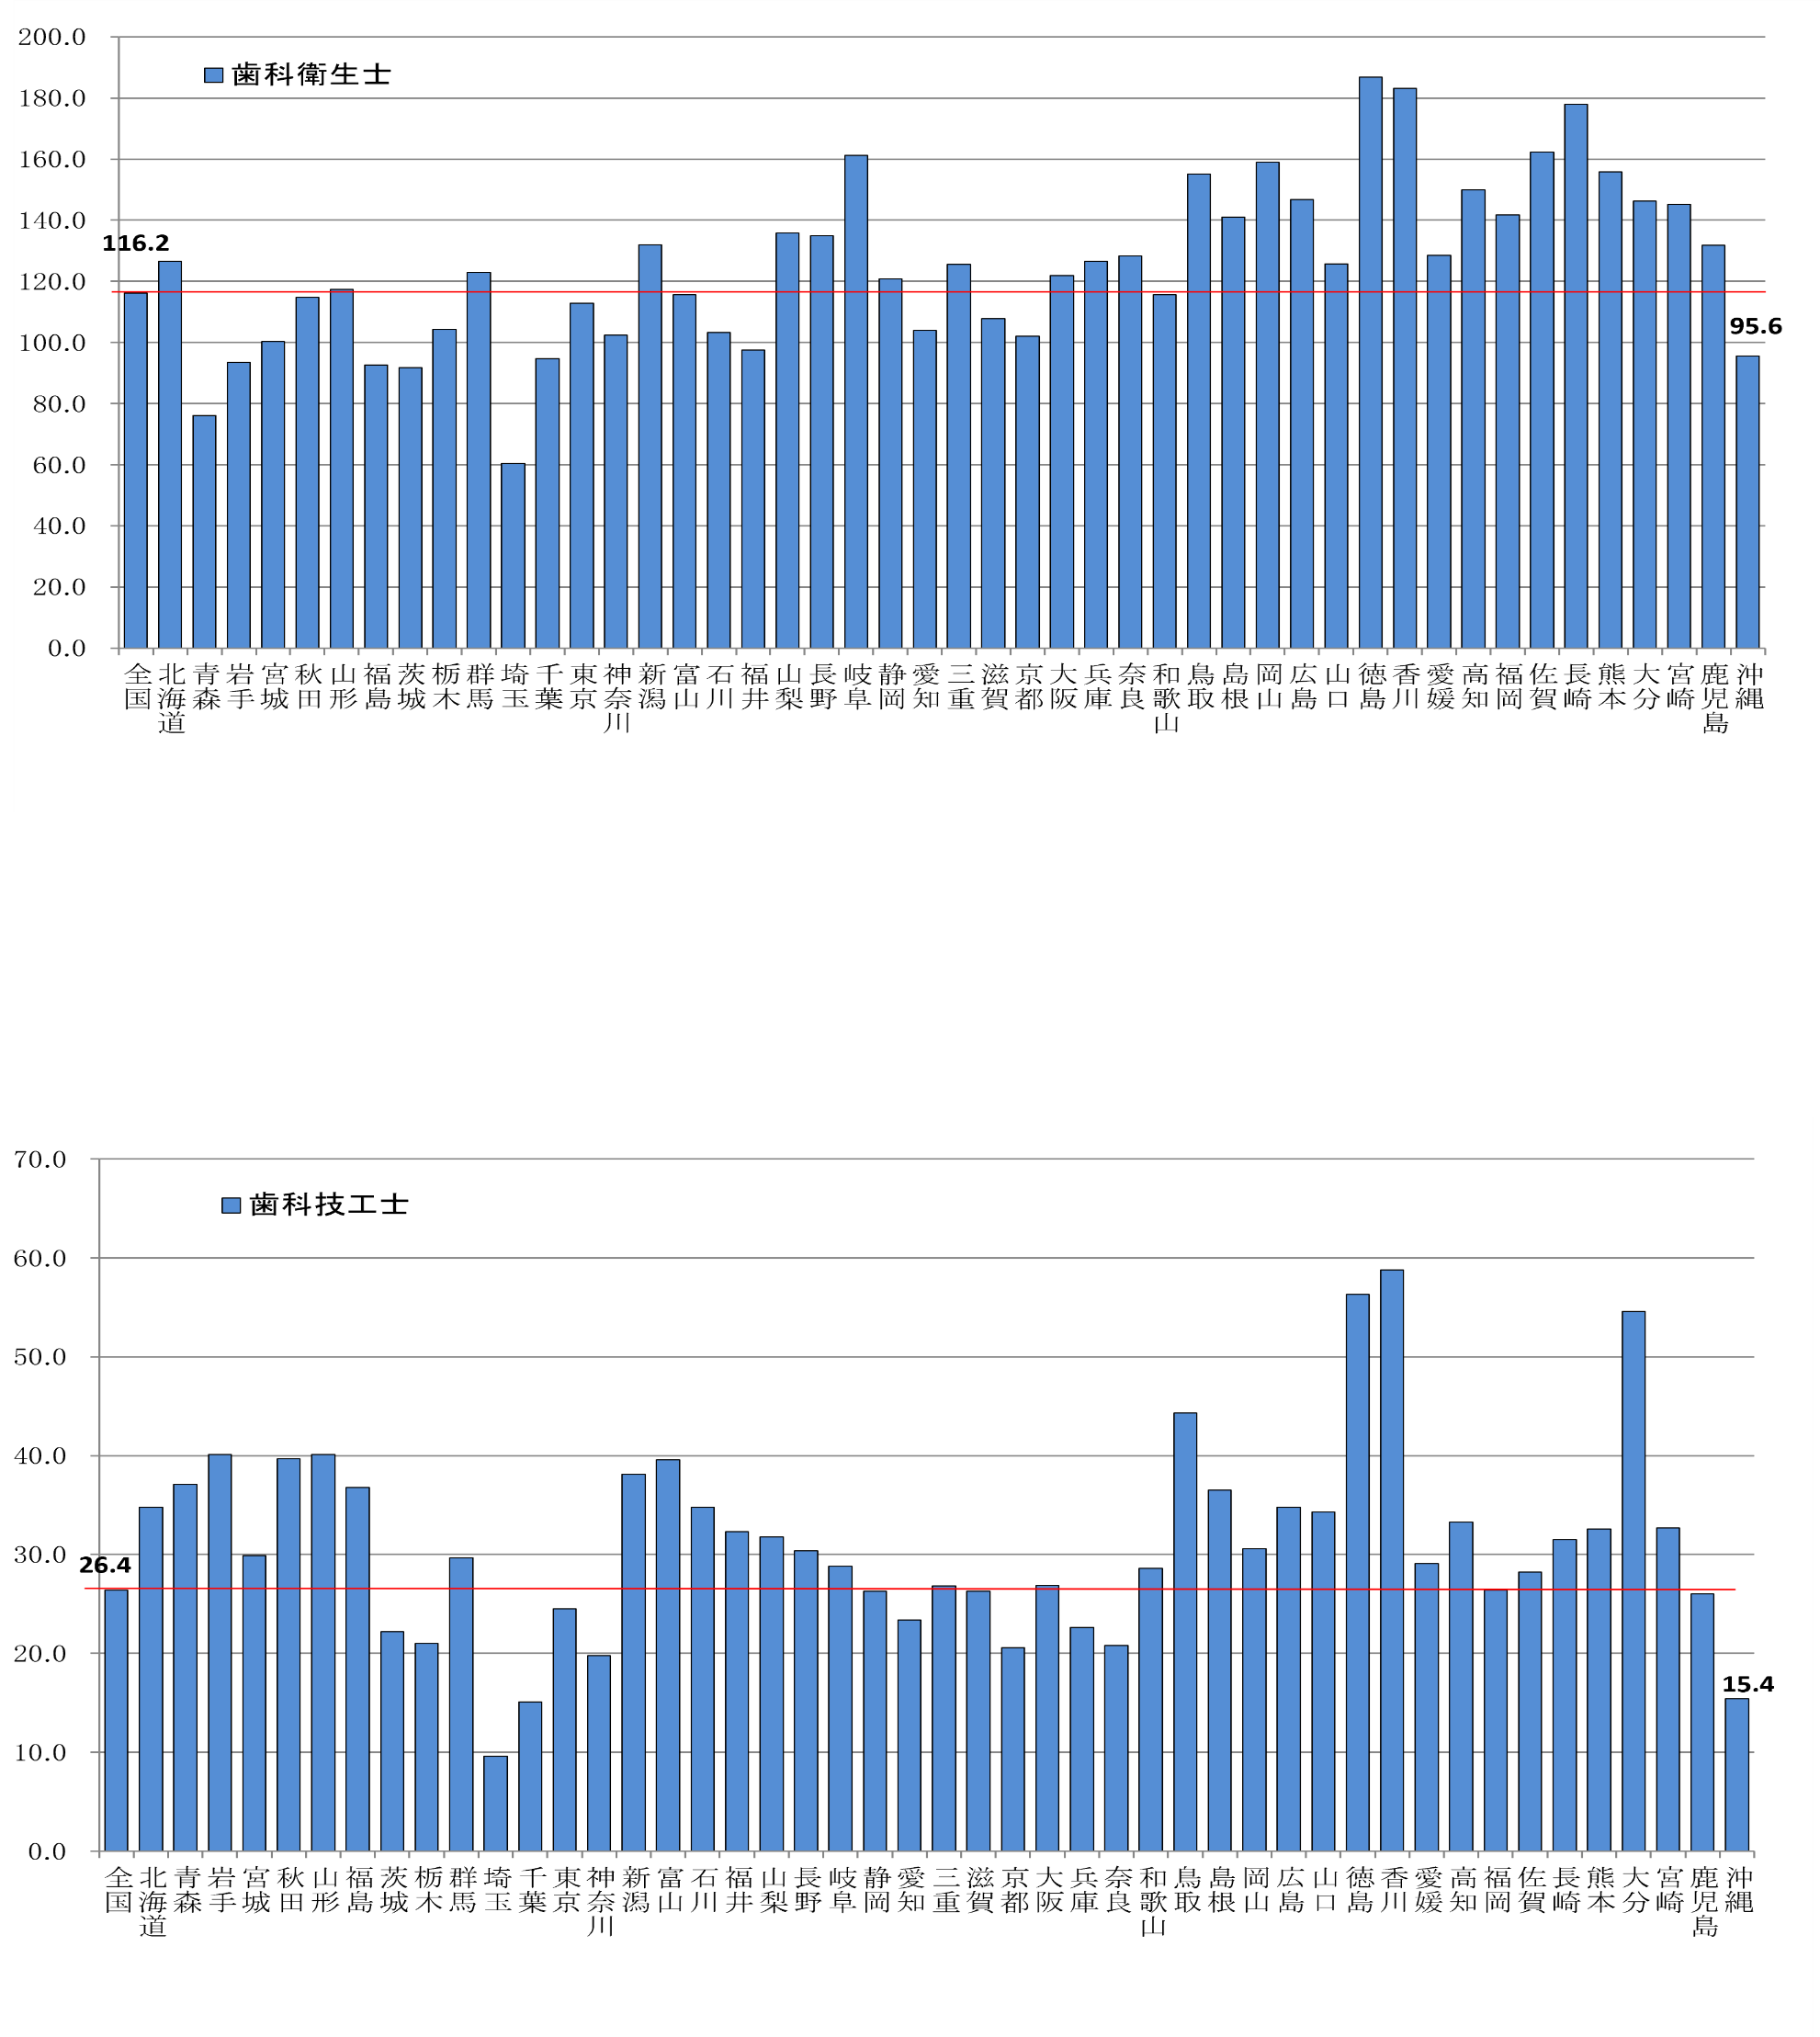 200.0
歯科衛生士
180.0
160.0
140.0
116.2
120.0
95.6
100.0
80.0
60.0
40.0
20.0
0.0
全国
北海道
青森
岩手
宮城
秋田
山形
福島
茨城
栃木
群馬
埼玉
千葉
東京
神奈川
新潟
富山
石川
福井
山梨
長野
岐阜
静岡
愛知
三重
滋賀
京都
大阪
兵庫
奈良
和歌山
鳥取
島根
岡山
広島
山口
徳島
香川
愛媛
高知
福岡
佐賀
長崎
熊本
大分
宮崎
鹿児島
沖縄
70.0
歯科技工士
60.0
50.0
40.0
30.0
26.4
20.0
15.4
10.0
0.0
全国
北海道
青森
岩手
宮城
秋田
山形
福島
茨城
栃木
群馬
埼玉
千葉
東京
神奈川
新潟
富山
石川
福井
山梨
長野
岐阜
静岡
愛知
三重
滋賀
京都
大阪
兵庫
奈良
和歌山
鳥取
島根
岡山
広島
山口
徳島
香川
愛媛
高知
福岡
佐賀
長崎
熊本
大分
宮崎
鹿児島
沖縄